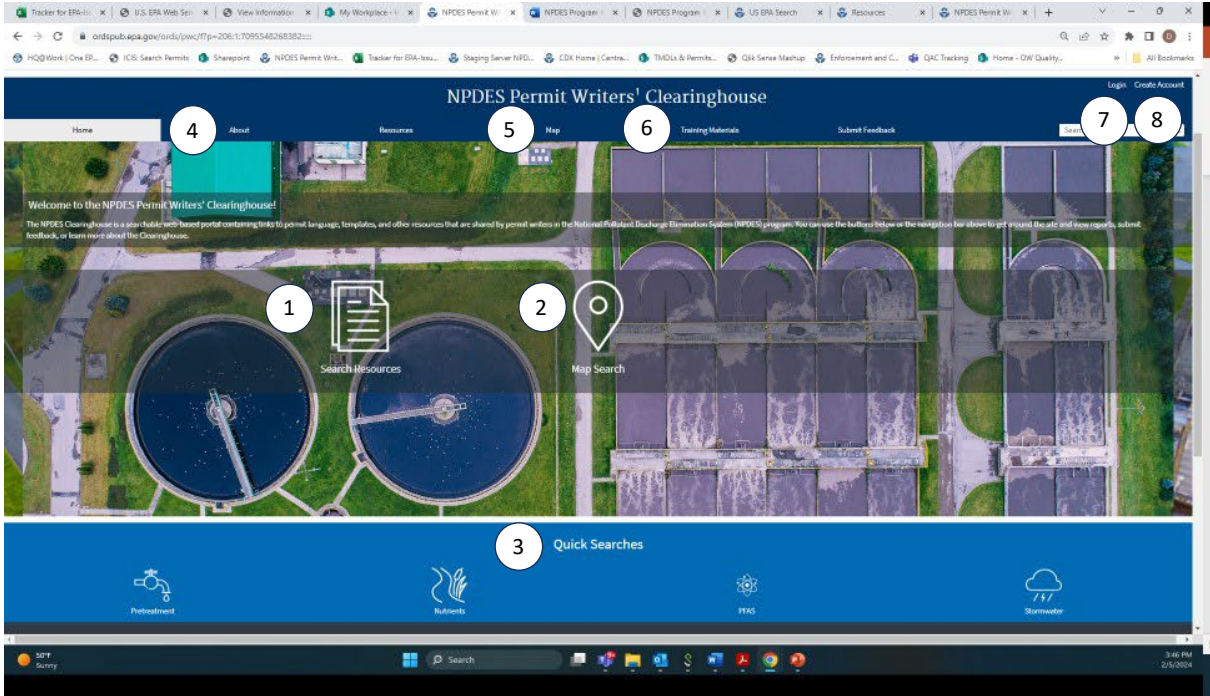 Tracker for EPA-Iss
U.S. EPA Web Serv
View Information
My Workplace -
NPDES Permit W
NPDES Program
NPDES Program
US EPA Search
Resources
NPDES Permit W
ordspub.epa.gov/ords/pwc/f?p=206:1:7095548268382::::
HQ@Work | One EP...
ICIS: Search Permits
Sharepoint
NPDES Permit Writ...
Tracker for EPA-Issu...
Staging Server NPD...
CDX Home | Centra...
TMDLs & Permits...
Qlik Sense Mashup
Enforcement and C...
QAC Tracking
Home - OW Quality...
All Bookmarks
Login
Create Account
NPDES Permit Writers' Clearinghouse
Home
4
About
Resources
5
Map
6
Training Materials
Submit Feedback
7
8
Welcome to the NPDES Permit Writers' Clearinghouse!
The NPDES Clearinghouse is a searchable web-based portal containing links to permit language, templates, and other resources that are shared by permit writers in the National Pollutant Discharge Elimination System (NPDES) program. You can use the buttons below or the navigation bar above to get around the site and view reports, submit
feedback, or learn more about the Clearinghouse.
1
2
Search Resources
Map Search
3
Quick Searches
Pretreatment
Nutrients
PFAS
Stormwater
50°F
Sunny
Search
3:46 PM
2/5/2024